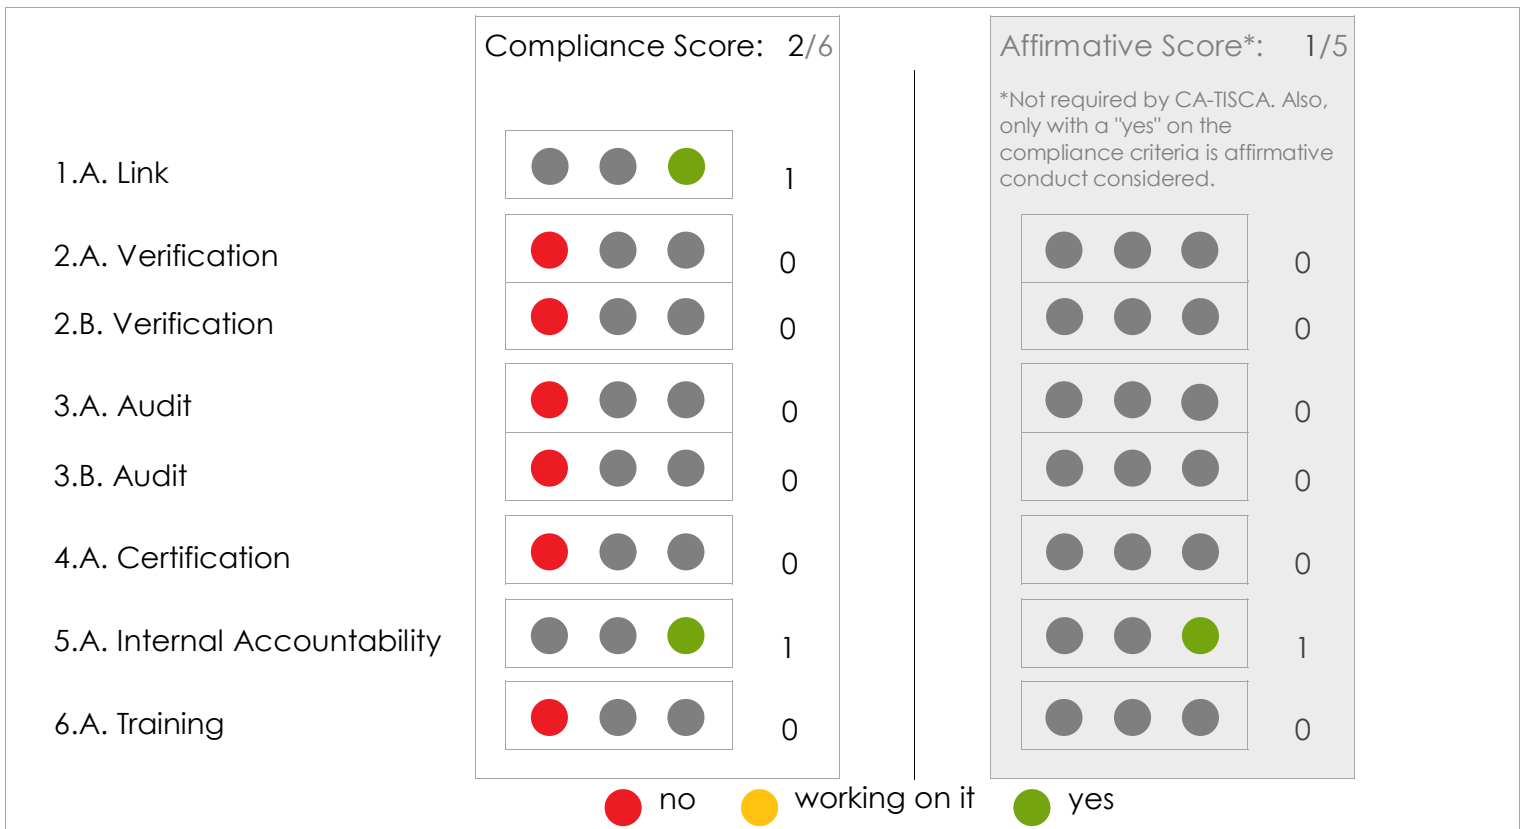 Compliance Score: 2/6
Affirmative Score*: 1/5
*Not required by CA-TISCA. Also,
only with a "yes" on the
compliance criteria is affirmative
conduct considered.
1.A. Link 1
2.A. Verification 0 0
2.B. Verification 0 0
3.A. Audit 0 0
3.B. Audit 0 0
4.A. Certification 0 0
5.A. Internal Accountability 1 1
6.A. Training 0 0
no working on it yes